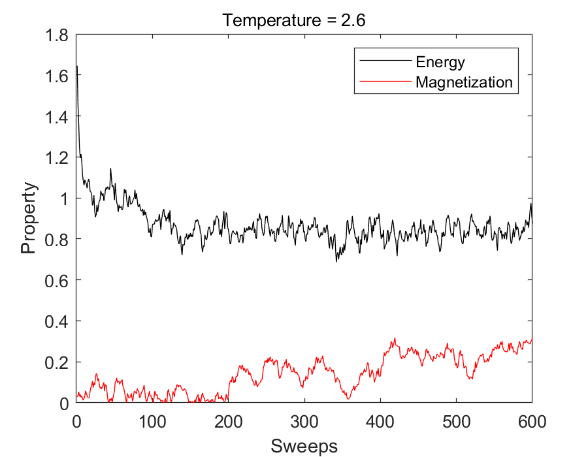 Temperature = 2.6
1.8
1.6
1.4
1.2
1
0.8
0.6
0.4
0.2
0
Property
Energy
Magnetization
0 100 200 300 400 500 600
Sweeps